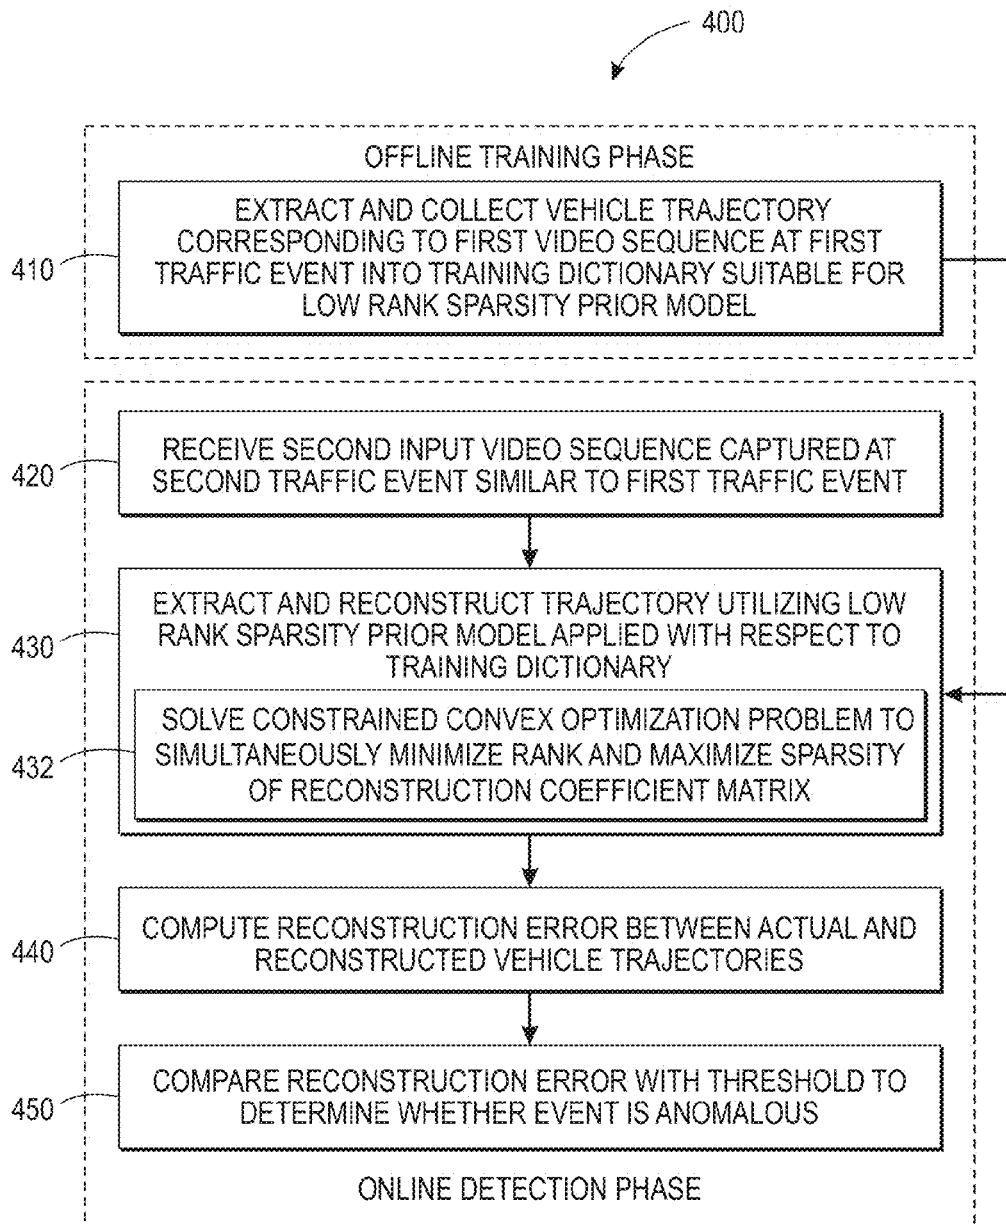 400
OFFLINE TRAINING PHASE
EXTRACT AND COLLECT VEHICLE TRAJECTORY
CORRESPONDING TO FIRST VIDEO SEQUENCE AT FIRST
TRAFFIC EVENT INTO TRAINING DICTIONARY SUITABLE FOR
LOW RANK SPARSITY PRIOR MODEL
410
RECEIVE SECOND INPUT VIDEO SEQUENCE CAPTURED AT
SECOND TRAFFIC EVENT SIMILAR TO FIRST TRAFFIC EVENT
420
EXTRACT AND RECONSTRUCT TRAJECTORY UTILIZING LOW
RANK SPARSITY PRIOR MODEL APPLIED WITH RESPECT TO
TRAINING DICTIONARY
430
SOLVE CONSTRAINED CONVEX OPTIMIZATION PROBLEM TO
SIMULTANEOUSLY MINIMIZE RANK AND MAXIMIZE SPARSITY
OF RECONSTRUCTION COEFFICIENT MATRIX
432
COMPUTE RECONSTRUCTION ERROR BETWEEN ACTUAL AND
RECONSTRUCTED VEHICLE TRAJECTORIES
440
COMPARE RECONSTRUCTION ERROR WITH THRESHOLD TO
DETERMINE WHETHER EVENT IS ANOMALOUS
450
ONLINE DETECTION PHASE